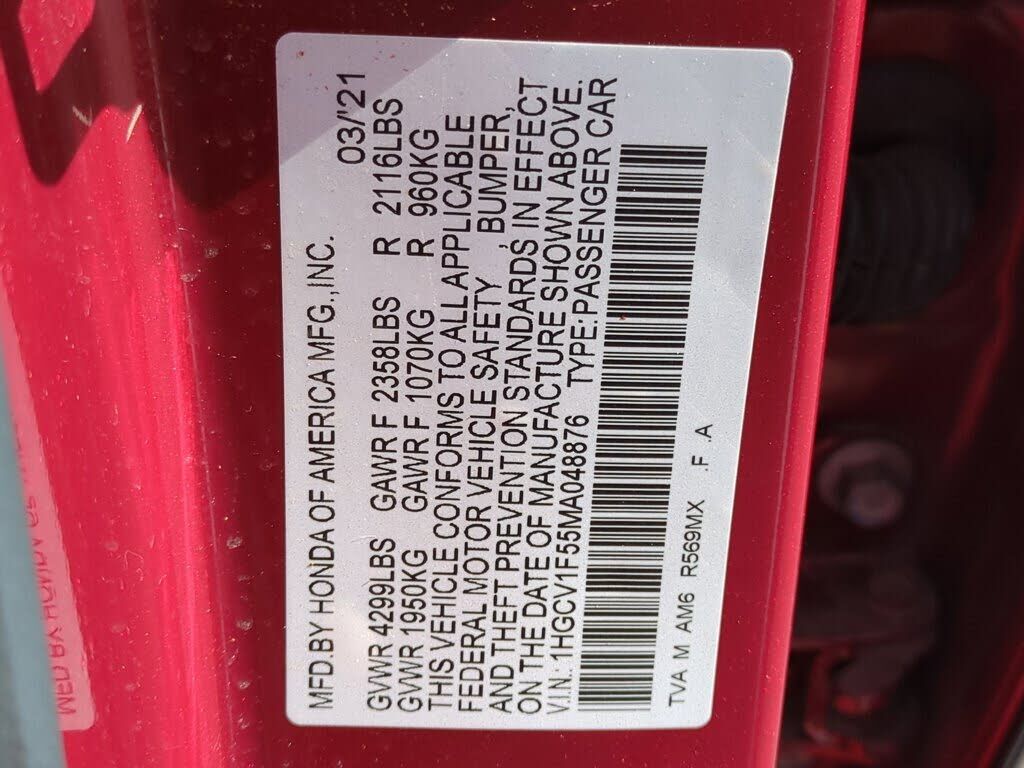 MFD.BY HONDA OF AMERICA MFG.,INC. 03/'21
GVWR 4299LBS GAWR F 2358LBS R 2116LBS
GVWR 1950KG GAWR F 1070KG R 960KG
THIS VEHICLE CONFORMS TO ALL APPLICABLE
FEDERAL MOTOR VEHICLE SAFETY , BUMPER,
AND THEFT PREVENTION STANDARDS IN EFFECT
ON THE DATE OF MANUFACTURE SHOWN ABOVE.
V.I.N.: 1HGCV1F55MA048876 TYPE:PASSENGER CAR
TVA M AM6 R569MX .F .A